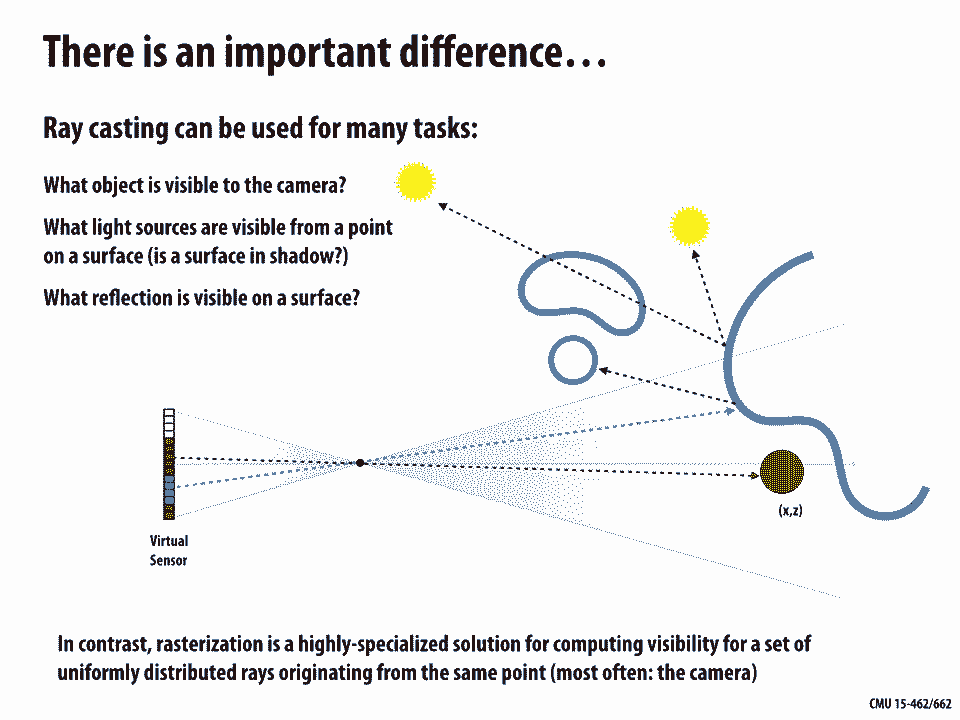 There is an important difference…
Ray casting can be used for many tasks:
What object is visible to the camera?
What light sources are visible from a point
on a surface (is a surface in shadow?)
What reflection is visible on a surface?
(x,z)
Virtual
Sensor
In contrast, rasterization is a highly-specialized solution for computing visibility for a set of
uniformly distributed rays originating from the same point (most often: the camera)
CMU 15-462/662